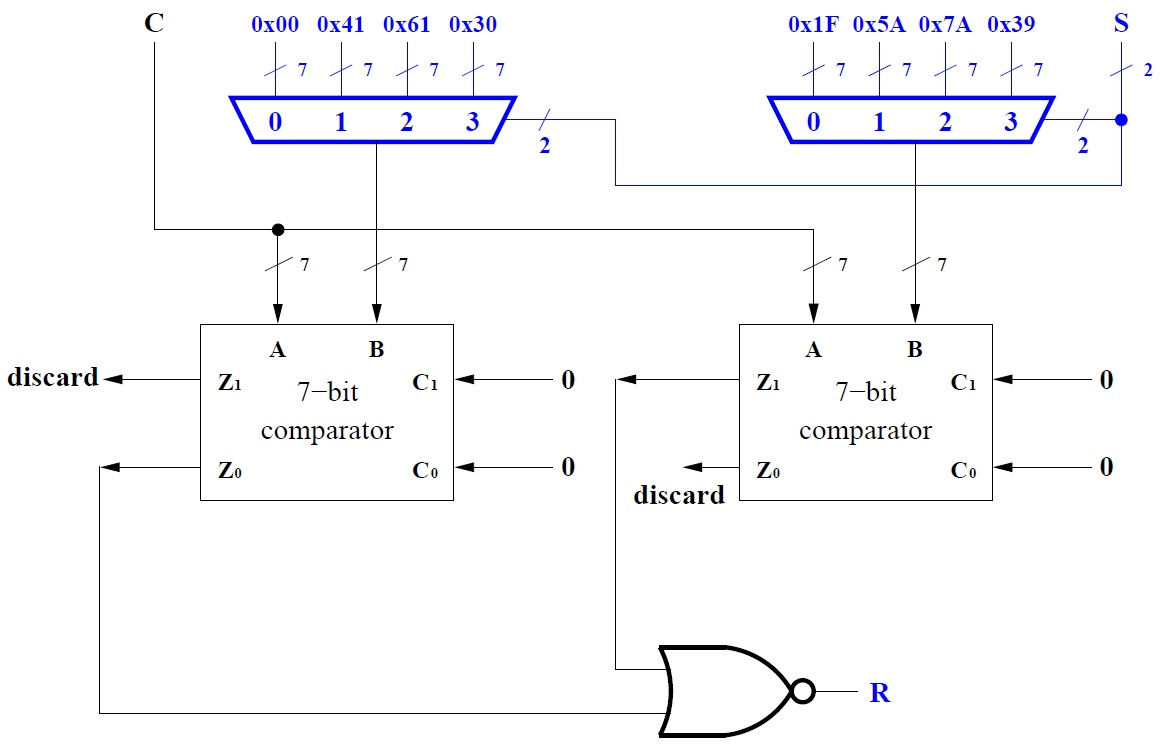 C 0x00 0x41 0x61 0x30 0x1F 0x5A 0x7A 0x39 S
7 7 7 7 7 7 7 7 2
0 1 2 3 0 1 2 3
2 2
7 7 7 7
A B A B
discard Z1 7−bit C1 0 Z1 7−bit C1 0
comparator comparator
Z0 C0 0 Z0 C0 0
discard
R